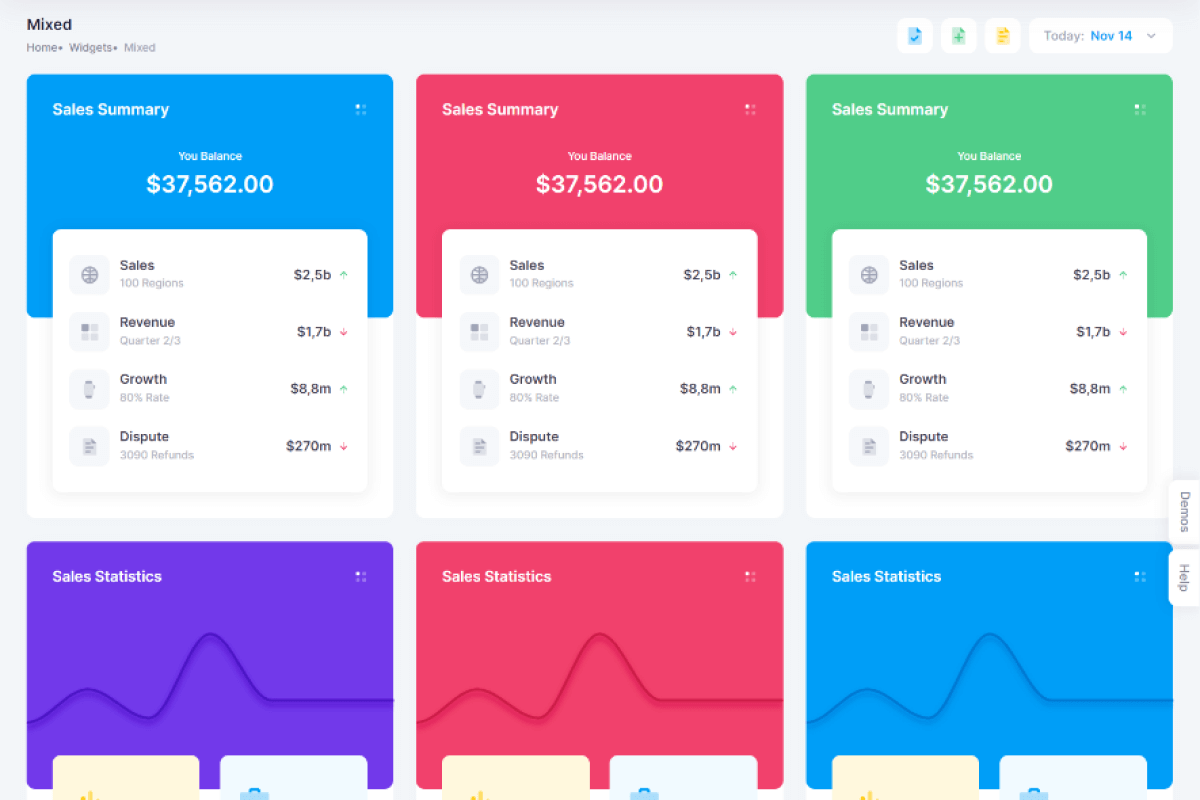 Mixed
Home• Widgets• Mixed
Today: Nov 14
Sales Summary
You Balance
$37,562.00
Sales
100 Regions
$2,5b
Revenue
Quarter 2/3
$1,7b
Growth
80% Rate
$8,8m
Dispute
3090 Refunds
$270m
Sales Summary
You Balance
$37,562.00
Sales
100 Regions
$2,5b
Revenue
Quarter 2/3
$1,7b
Growth
80% Rate
$8,8m
Dispute
3090 Refunds
$270m
Sales Summary
You Balance
$37,562.00
Sales
100 Regions
$2,5b
Revenue
Quarter 2/3
$1,7b
Growth
80% Rate
$8,8m
Dispute
3090 Refunds
$270m
Demos
Help
Sales Statistics
Sales Statistics
Sales Statistics